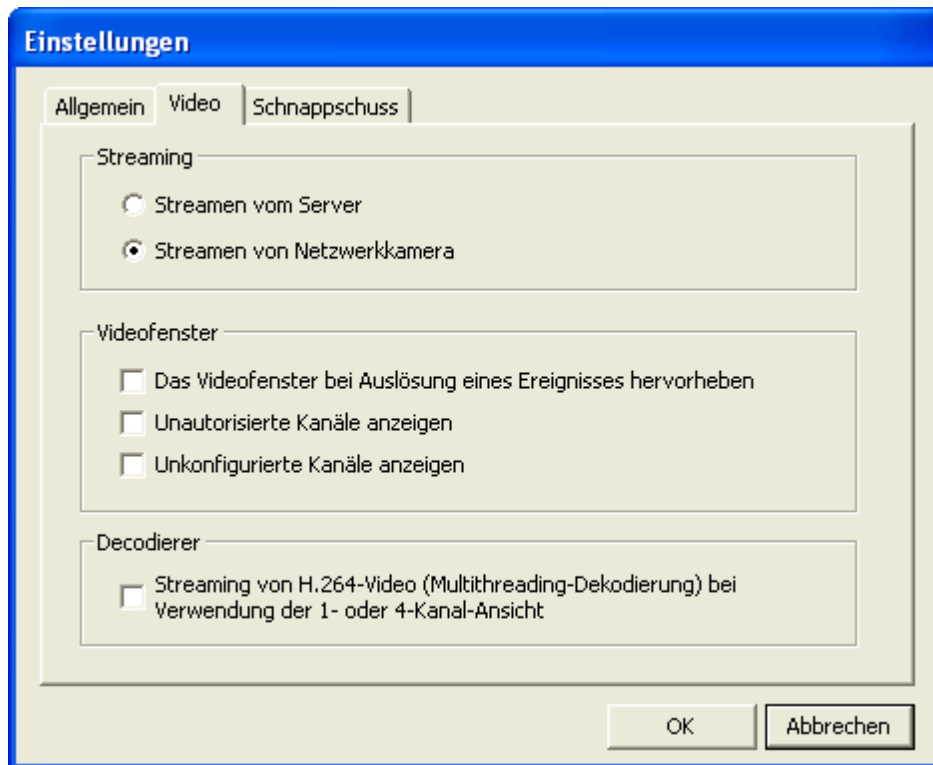 Einstellungen
Allgemein Video Schnappschuss
Streaming
Streamen vom Server
Streamen von Netzwerkkamera
Videofenster
Das Videofenster bei Auslösung eines Ereignisses hervorheben
Unautorisierte Kanäle anzeigen
Unkonfigurierte Kanäle anzeigen
Decodierer
Streaming von H.264-Video (Multithreading-Dekodierung) bei
Verwendung der 1- oder 4-Kanal-Ansicht
OK Abbrechen